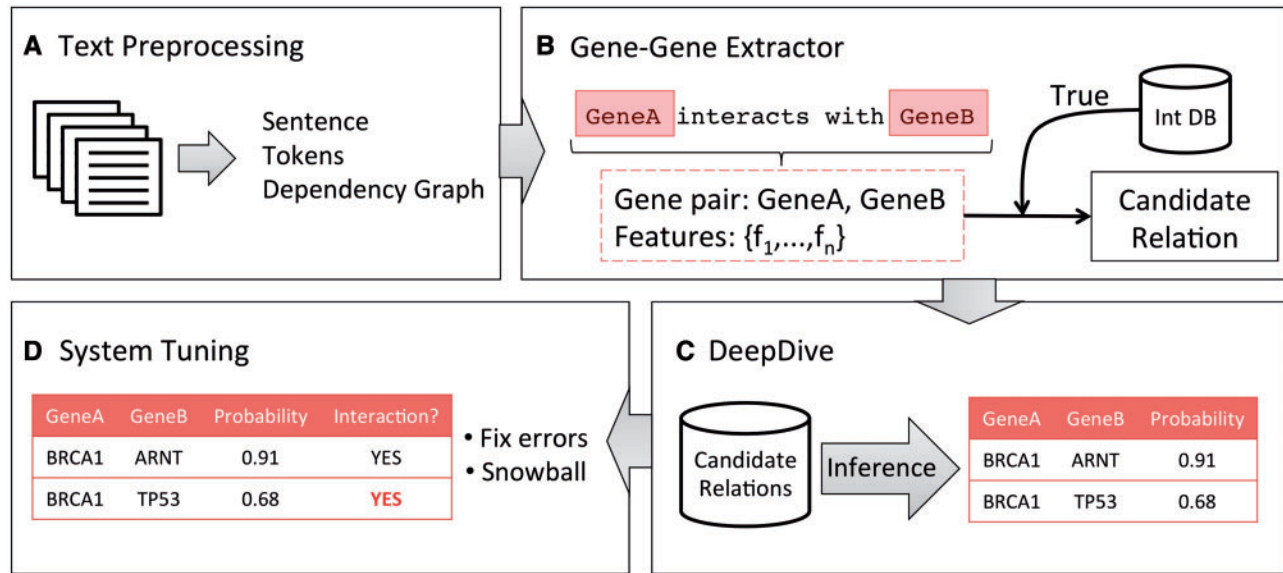 A Text Preprocessing
Sentence
Tokens
Dependency Graph
B Gene-Gene Extractor
GeneA interacts with GeneB
True
Int DB
Gene pair: GeneA, GeneB
Features: {f1,...,fn}
Candidate
Relation
C DeepDive
Candidate
Relations
Inference
GeneA GeneB Probability
BRCA1 ARNT 0.91
BRCA1 TP53 0.68
D System Tuning
GeneA GeneB Probability Interaction?
BRCA1 ARNT 0.91 YES
BRCA1 TP53 0.68 YES
• Fix errors
• Snowball